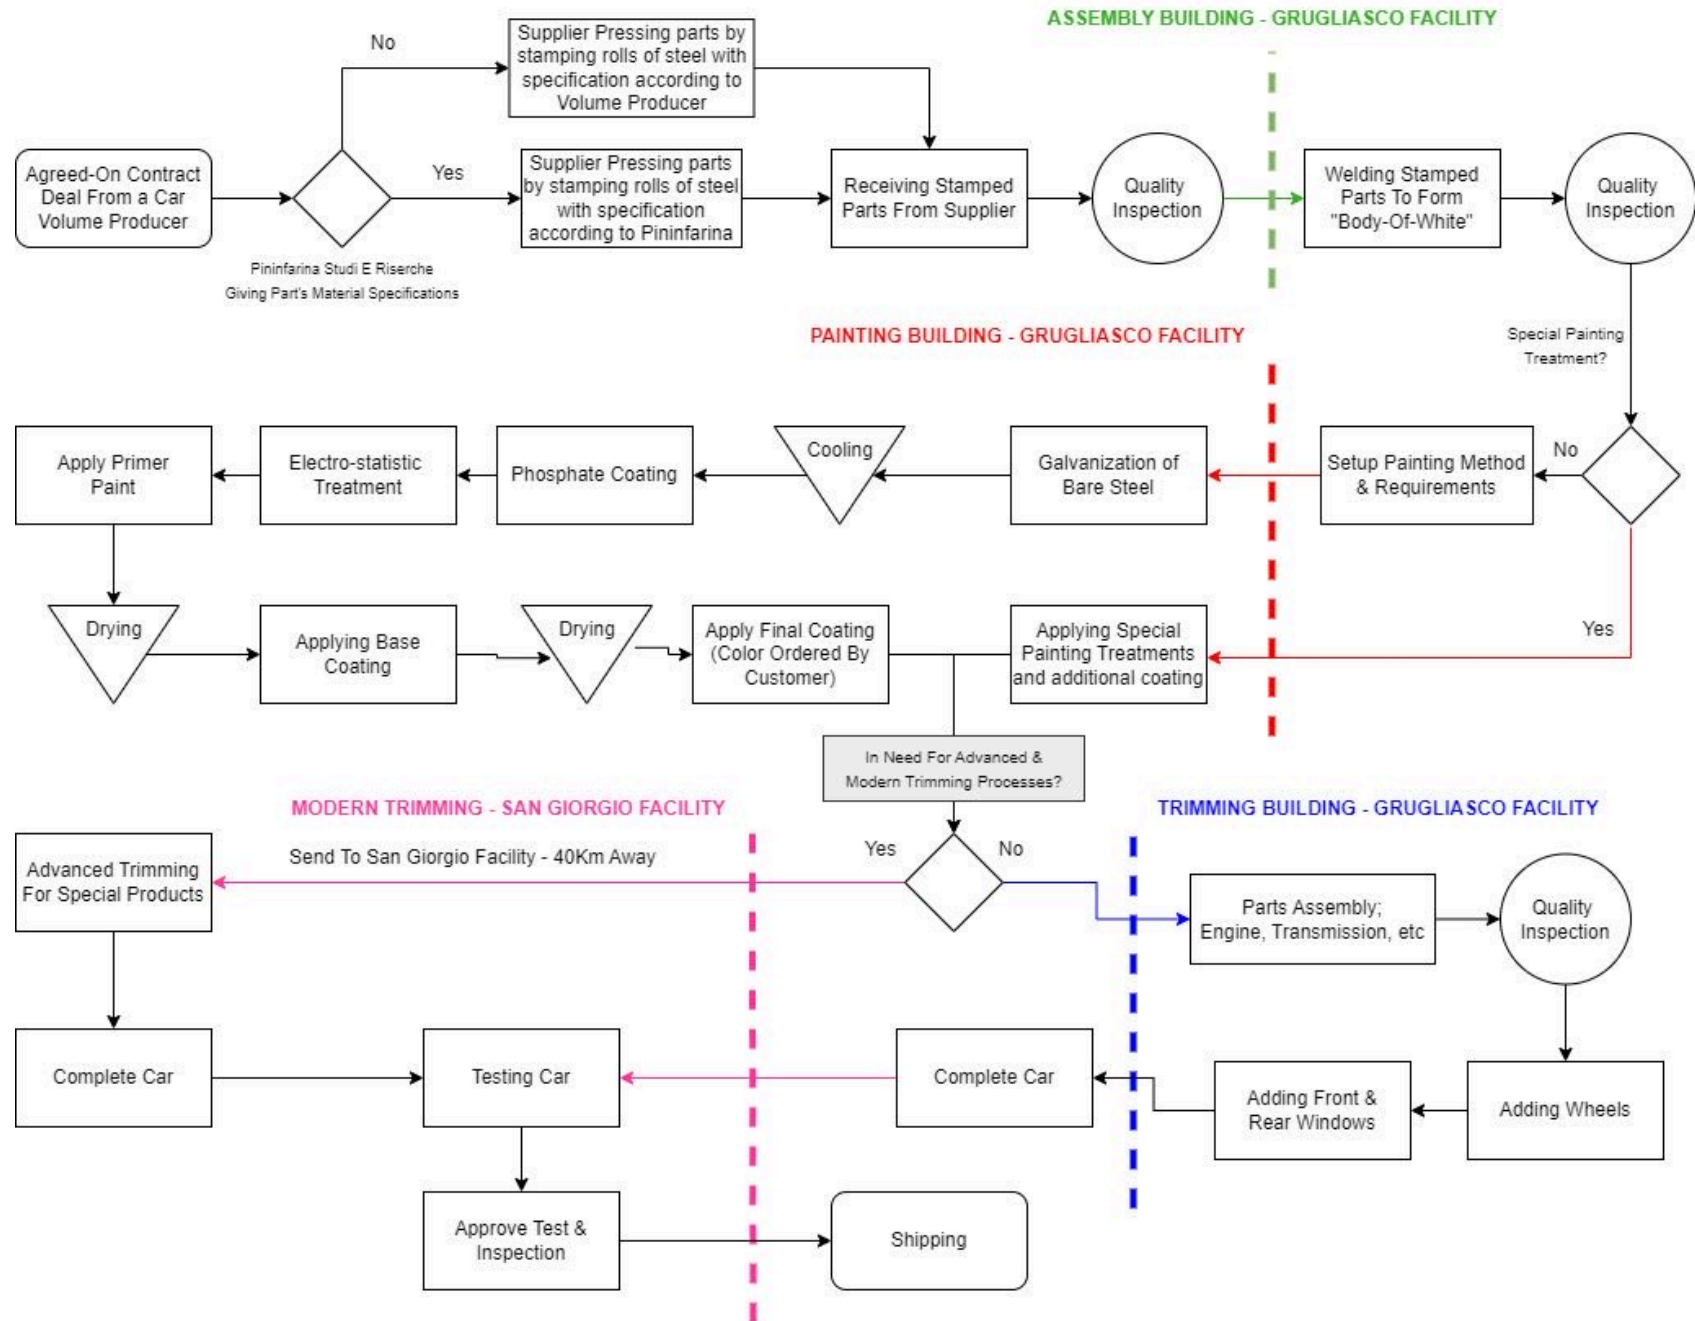 ASSEMBLY BUILDING - GRUGLIASCO FACILITY
No
Supplier Pressing parts by
stamping rolls of steel with
specification according to
Volume Producer
Agreed-On Contract
Deal From a Car
Volume Producer
Yes
Supplier Pressing parts
by stamping rolls of steel
with specification
according to Pininfarina
Receiving Stamped
Parts From Supplier
Quality
Inspection
Welding Stamped
Parts To Form
"Body-Of-White"
Quality
Inspection
Pininfarina Studi E Riserche
Giving Part's Material Specifications
PAINTING BUILDING - GRUGLIASCO FACILITY
Special Painting
Treatment?
Apply Primer
Paint
Electro-statistic
Treatment
Phosphate Coating
Cooling
Galvanization of
Bare Steel
Setup Painting Method
& Requirements
No
Drying
Applying Base
Coating
Drying
Apply Final Coating
(Color Ordered By
Customer)
Applying Special
Painting Treatments
and additional coating
Yes
In Need For Advanced &
Modern Trimming Processes?
MODERN TRIMMING - SAN GIORGIO FACILITY
TRIMMING BUILDING - GRUGLIASCO FACILITY
Advanced Trimming
For Special Products
Send To San Giorgio Facility - 40Km Away
Yes
No
Parts Assembly;
Engine, Transmission, etc
Quality
Inspection
Complete Car
Testing Car
Complete Car
Adding Front &
Rear Windows
Adding Wheels
Approve Test &
Inspection
Shipping